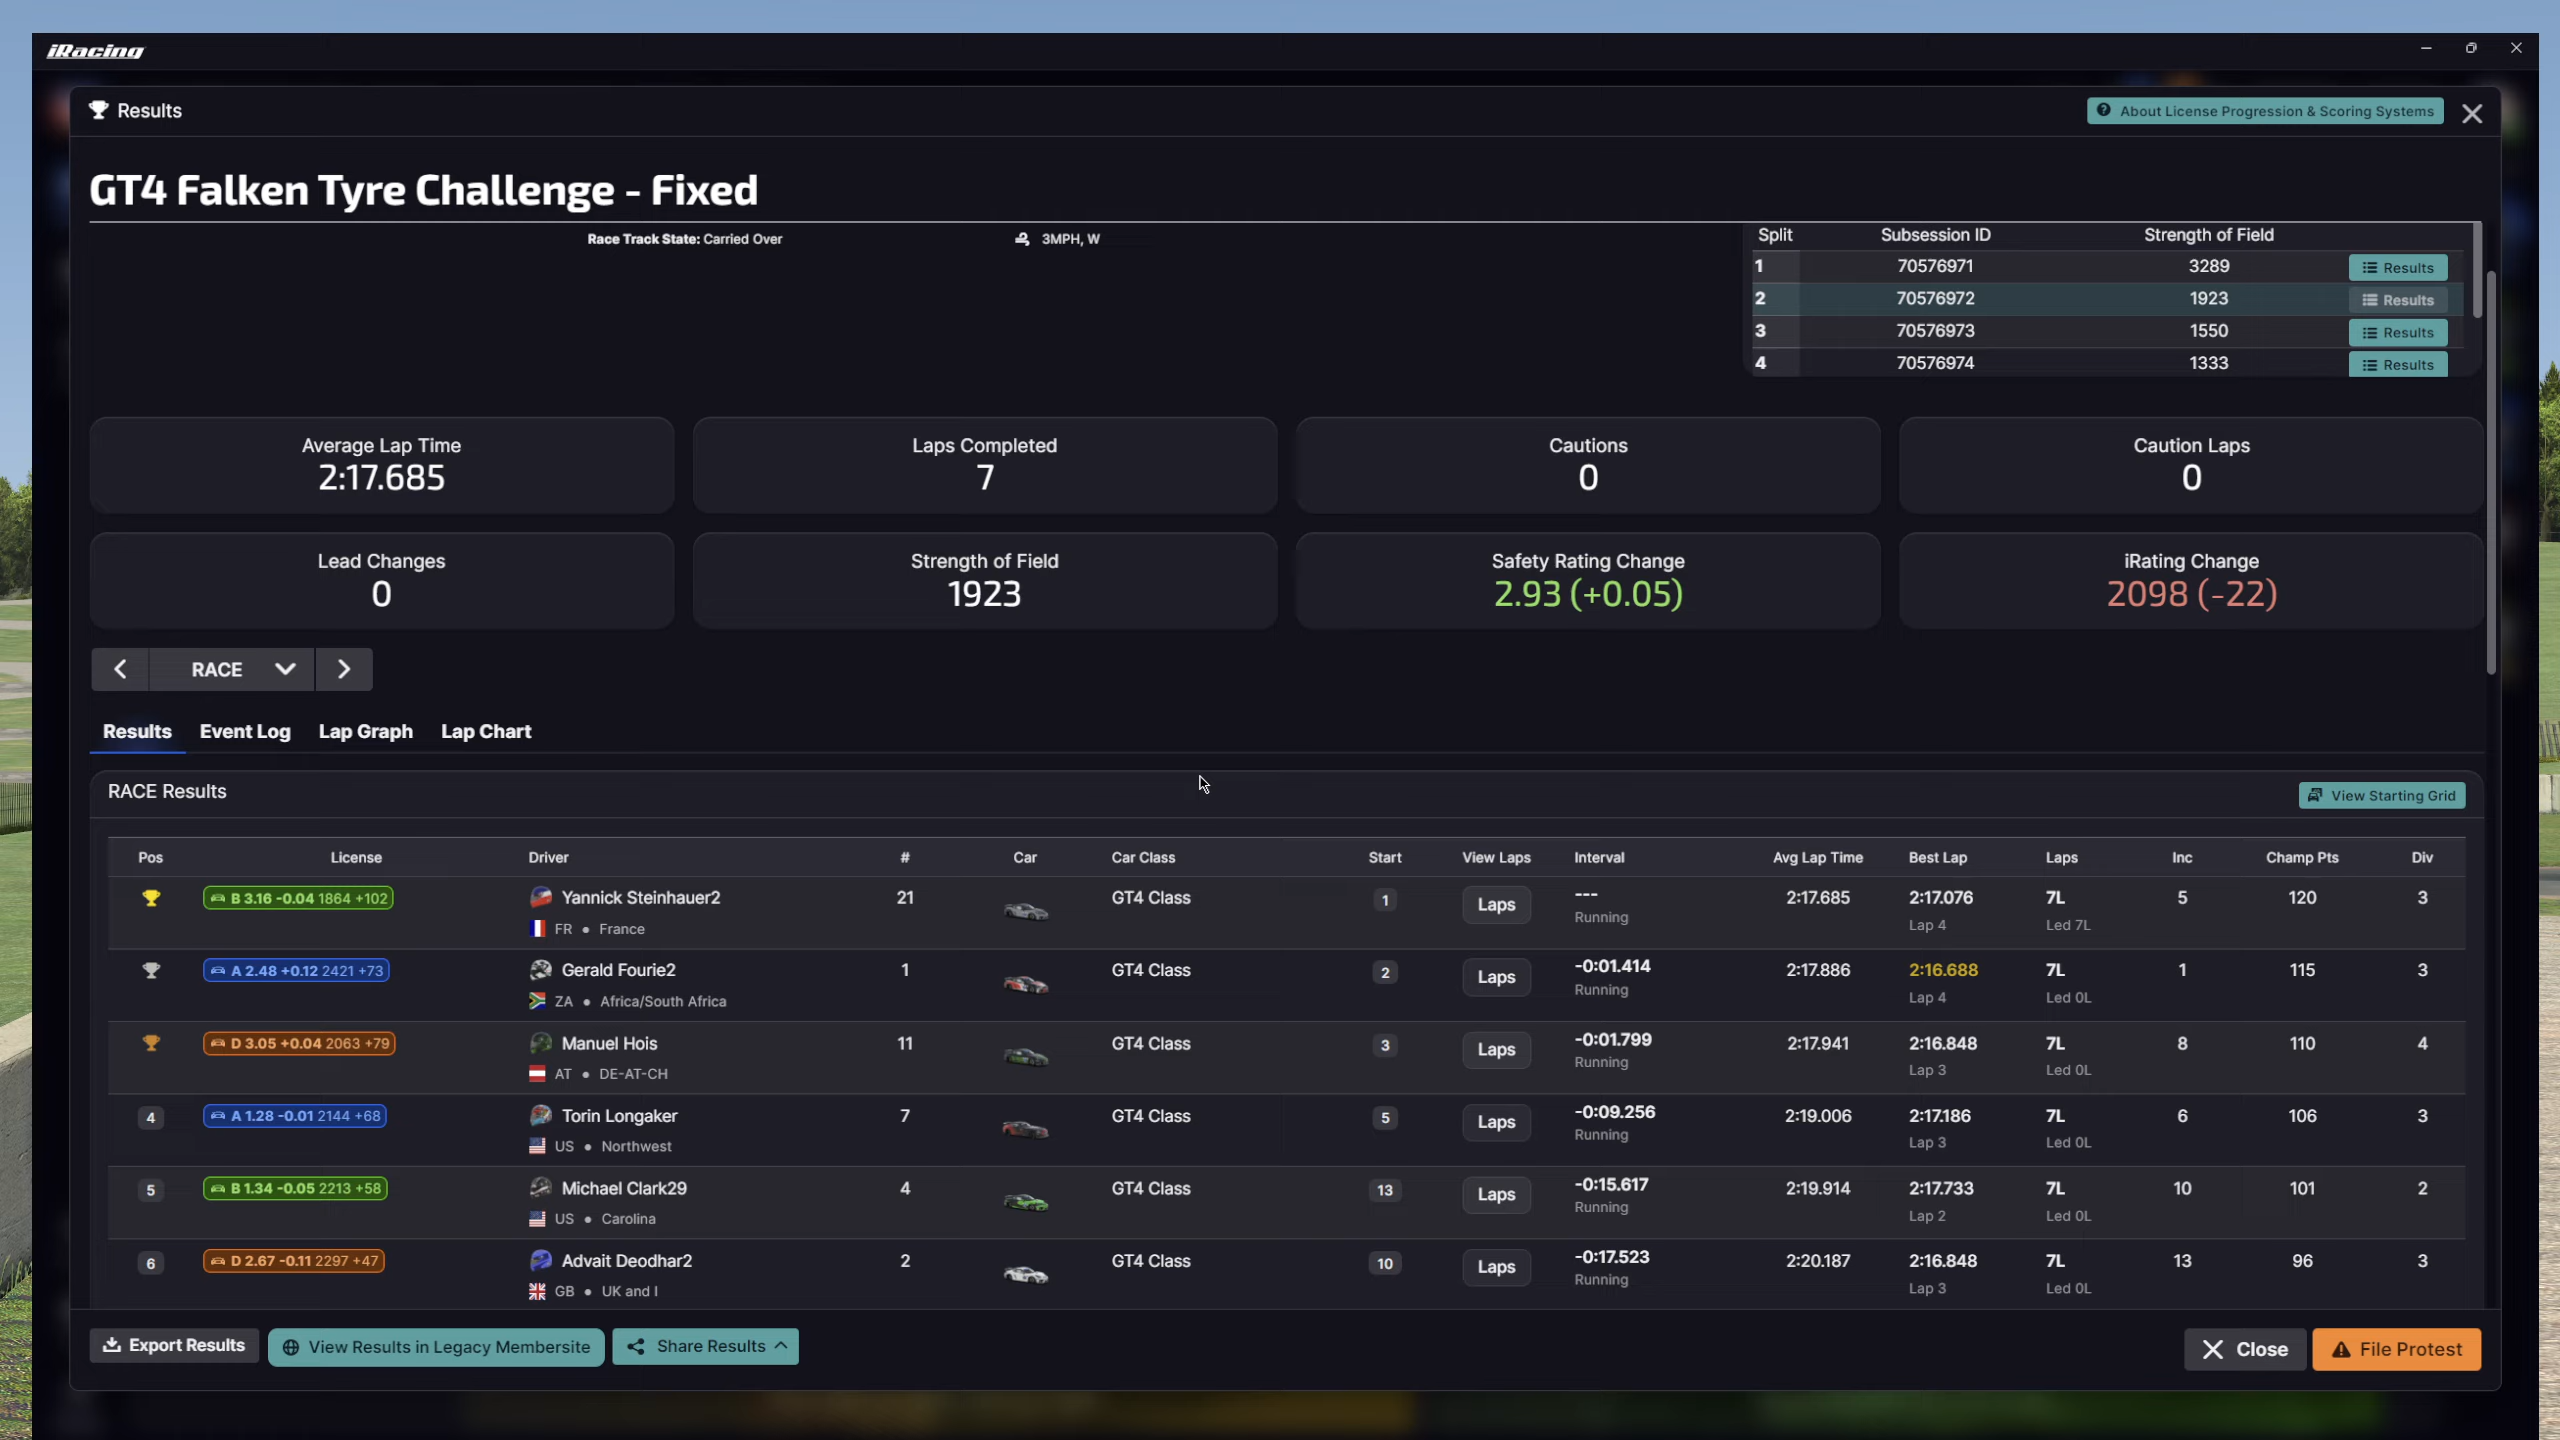 iRacing
Results
About License Progression & Scoring Systems
GT4 Falken Tyre Challenge - Fixed
Race Track State: Carried Over
3MPH, W
Split Subsession ID Strength of Field
1 70576971 3289 Results
2 70576972 1923 Results
3 70576973 1550 Results
4 70576974 1333 Results
Average Lap Time
2:17.685
Laps Completed
7
Cautions
0
Caution Laps
0
Lead Changes
0
Strength of Field
1923
Safety Rating Change
2.93 (+0.05)
iRating Change
2098 (-22)
RACE
Results Event Log Lap Graph Lap Chart
RACE Results
View Starting Grid
Pos License Driver # Car Car Class Start View Laps Interval Avg Lap Time Best Lap Laps Inc Champ Pts Div
B 3.16 -0.04 1864 +102 Yannick Steinhauer2 21 GT4 Class 1 Laps --- 2:17.685 2:17.076 7L 5 120 3
FR • France Running Lap 4 Led 7L
A 2.48 +0.12 2421 +73 Gerald Fourie2 1 GT4 Class 2 Laps -0:01.414 2:17.886 2:16.688 7L 1 115 3
ZA • Africa/South Africa Running Lap 4 Led 0L
D 3.05 +0.04 2063 +79 Manuel Hois 11 GT4 Class 3 Laps -0:01.799 2:17.941 2:16.848 7L 8 110 4
AT • DE-AT-CH Running Lap 3 Led 0L
4 A 1.28 -0.01 2144 +68 Torin Longaker 7 GT4 Class 5 Laps -0:09.256 2:19.006 2:17.186 7L 6 106 3
US • Northwest Running Lap 3 Led 0L
5 B 1.34 -0.05 2213 +58 Michael Clark29 4 GT4 Class 13 Laps -0:15.617 2:19.914 2:17.733 7L 10 101 2
US • Carolina Running Lap 2 Led 0L
6 D 2.67 -0.11 2297 +47 Advait Deodhar2 2 GT4 Class 10 Laps -0:17.523 2:20.187 2:16.848 7L 13 96 3
GB • UK and I Running Lap 3 Led 0L
Export Results
View Results in Legacy Membersite
Share Results
Close
File Protest